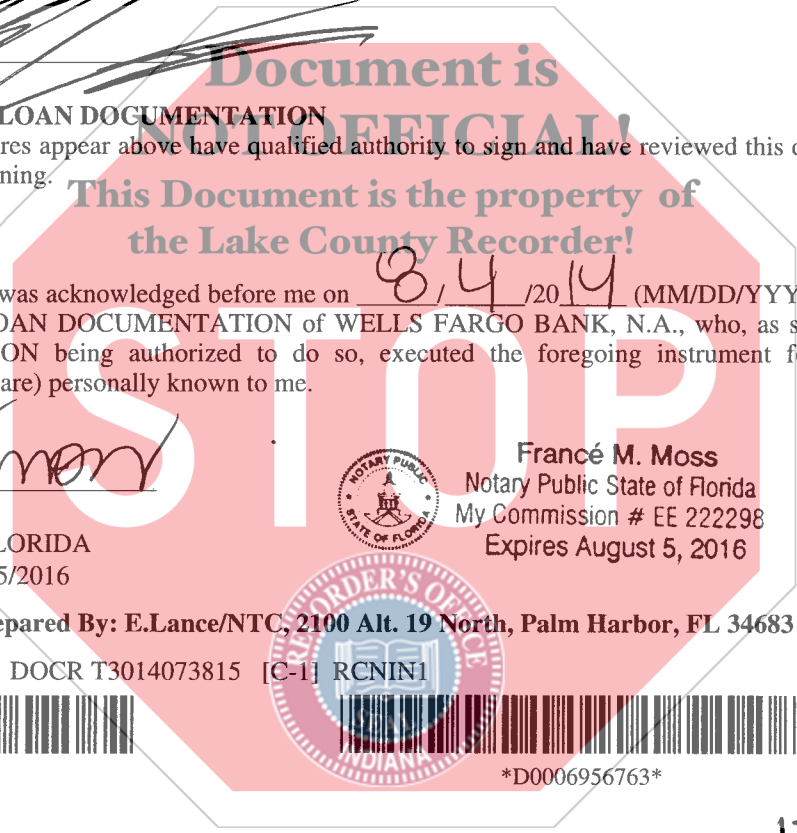 Document is
LOAN DOCUMENTATION
NOT OFFICIAL!
res appear above have qualified authority to sign and have reviewed this
ning.
This Document is the property of
the Lake County Recorder!
was acknowledged before me on 8/4/2014 (MM/DD/YYY
OAN DOCUMENTATION of WELLS FARGO BANK, N.A., who, as s
ON being authorized to do so, executed the foregoing instrument f
are) personally known to me.
STOP
NOTARY PUBLIC
STATE OF FLORIDA
Francé M. Moss
Notary Public State of Florida
My Commission # EE 222298
Expires August 5, 2016
LORIDA
5/2016
epared By: E.Lance/NTC, 2100 Alt. 19 North, Palm Harbor, FL 34683
DOCR T3014073815 [C-1] RCNIN1
RECORDER'S OFFICE
SEAL
INDIANA
*D0006956763*